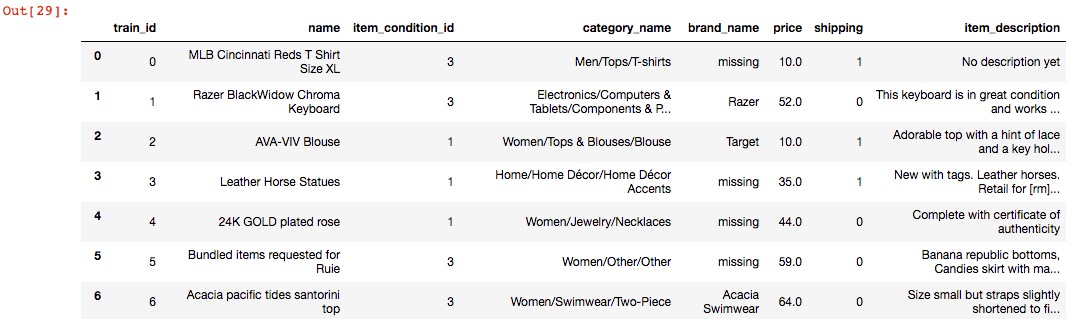 Out[29]:
train_id name item_condition_id category_name brand_name price shipping item_description
0 0 MLB Cincinnati Reds T Shirt Size XL 3 Men/Tops/T-shirts missing 10.0 1 No description yet
1 1 Razer BlackWidow Chroma Keyboard 3 Electronics/Computers & Tablets/Components & P... Razer 52.0 0 This keyboard is in great condition and works ...
2 2 AVA-VIV Blouse 1 Women/Tops & Blouses/Blouse Target 10.0 1 Adorable top with a hint of lace and a key hol...
3 3 Leather Horse Statues 1 Home/Home Décor/Home Décor Accents missing 35.0 1 New with tags. Leather horses. Retail for [rm]...
4 4 24K GOLD plated rose 1 Women/Jewelry/Necklaces missing 44.0 0 Complete with certificate of authenticity
5 5 Bundled items requested for Ruie 3 Women/Other/Other missing 59.0 0 Banana republic bottoms, Candies skirt with ma...
6 6 Acacia pacific tides santorini top 3 Women/Swimwear/Two-Piece Acacia Swimwear 64.0 0 Size small but straps slightly shortened to fi...